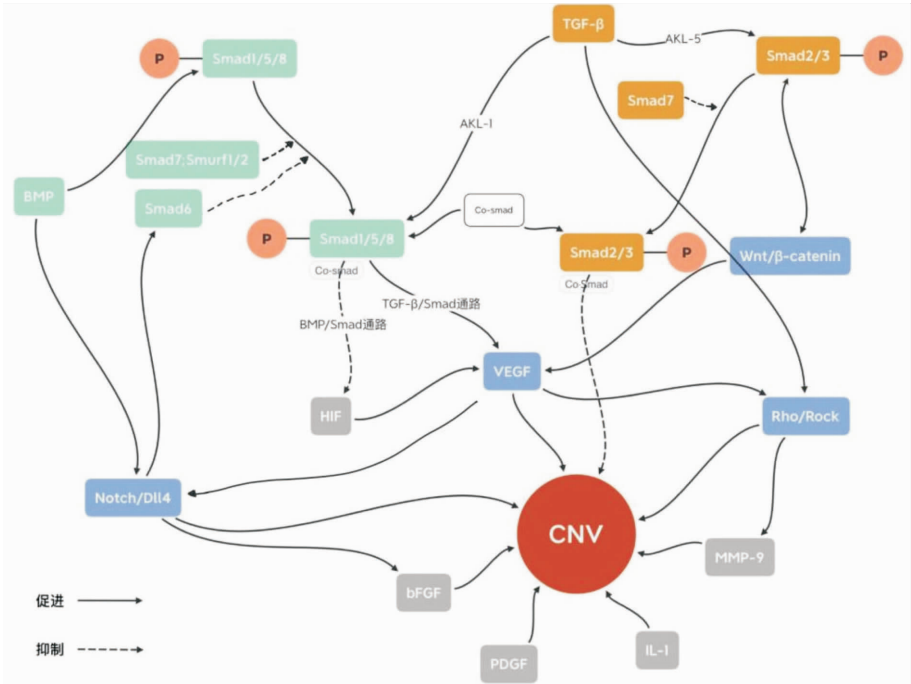 TGF-β
AKL-5
Smad2/3
P
P
Smad1/5/8
Smad7
AKL-1
Smad7;Smurf1/2
BMP
Smad6
Co-smad
P
Smad1/5/8
Co-smad
Smad2/3
P
Co-Smad
Wnt/β-catenin
TGF-β/Smad通路
BMP/Smad通路
VEGF
HIF
Rho/Rock
Notch/Dll4
CNV
MMP-9
bFGF
促进
PDGF
IL-1
抑制